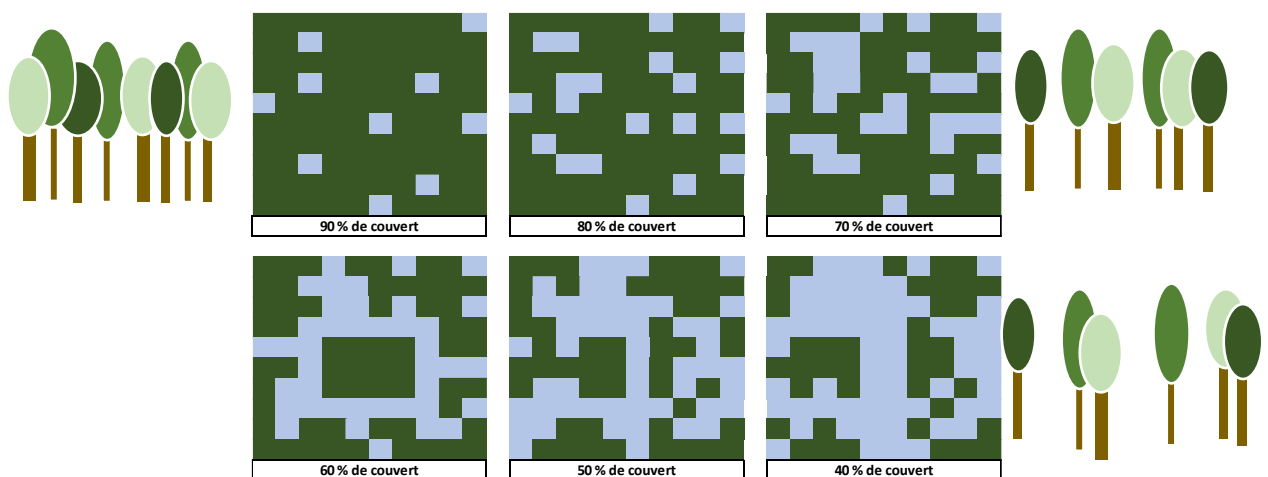 90 % de couvert
80 % de couvert
70 % de couvert
60 % de couvert
50 % de couvert
40 % de couvert